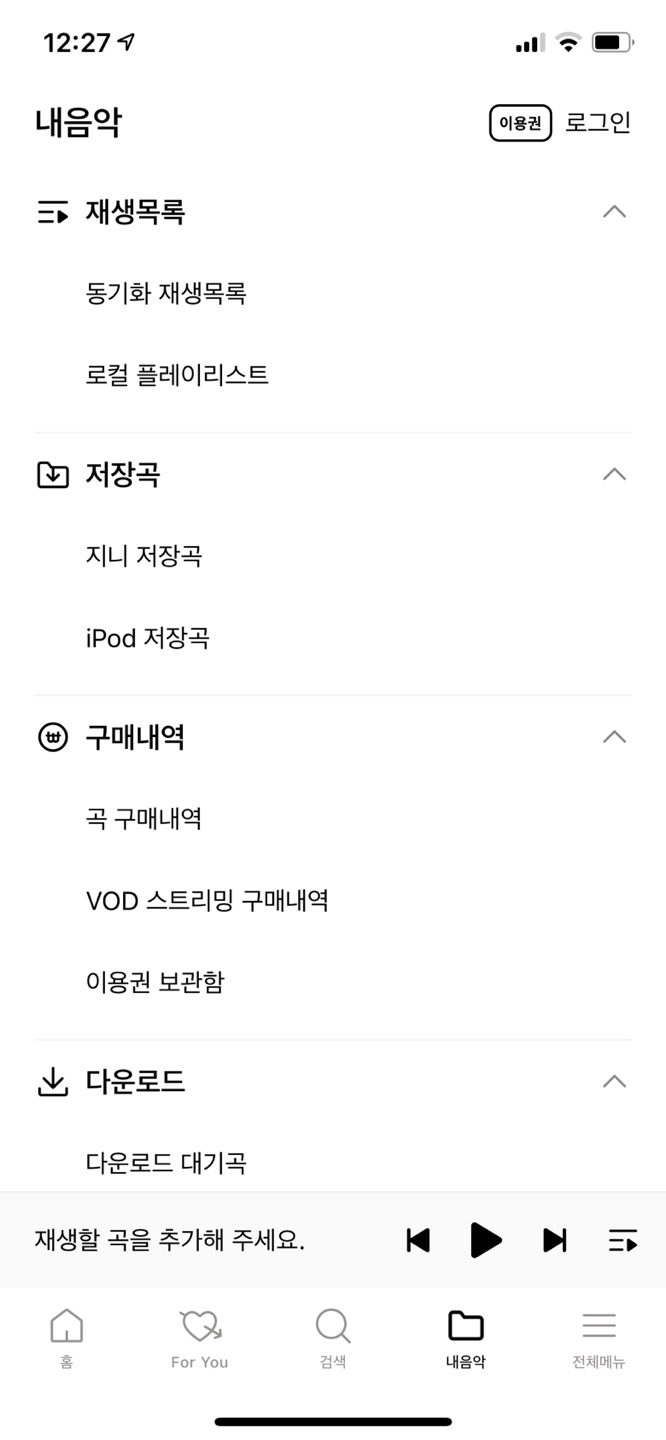 12:27
내음악
이용권 로그인
재생목록
동기화 재생목록
로컬 플레이리스트
저장곡
지니 저장곡
iPod 저장곡
구매내역
곡 구매내역
VOD 스트리밍 구매내역
이용권 보관함
다운로드
다운로드 대기곡
재생할 곡을 추가해 주세요.
홈
For You
검색
내음악
전체메뉴